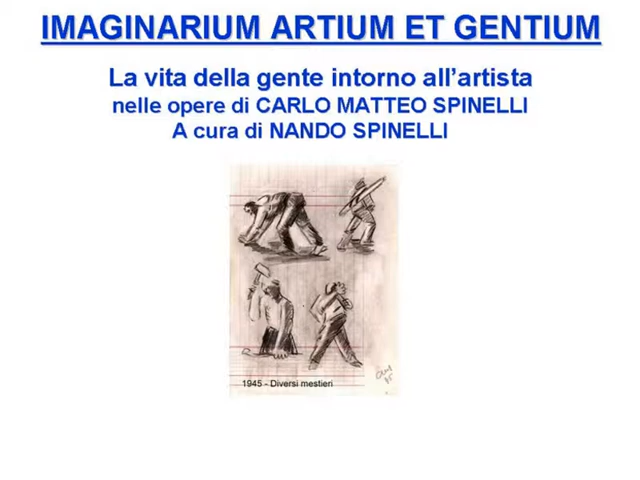 IMAGINARIUM ARTIUM ET GENTIUM
La vita della gente intorno all'artista
nelle opere di CARLO MATTEO SPINELLI
A cura di NANDO SPINELLI
1945 - Diversi mestieri